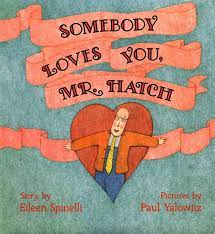 SOMEBODY
LOVES YOU,
MR. HATCH
Story by
Eileen Spinelli
Pictures by
Paul Yalowitz